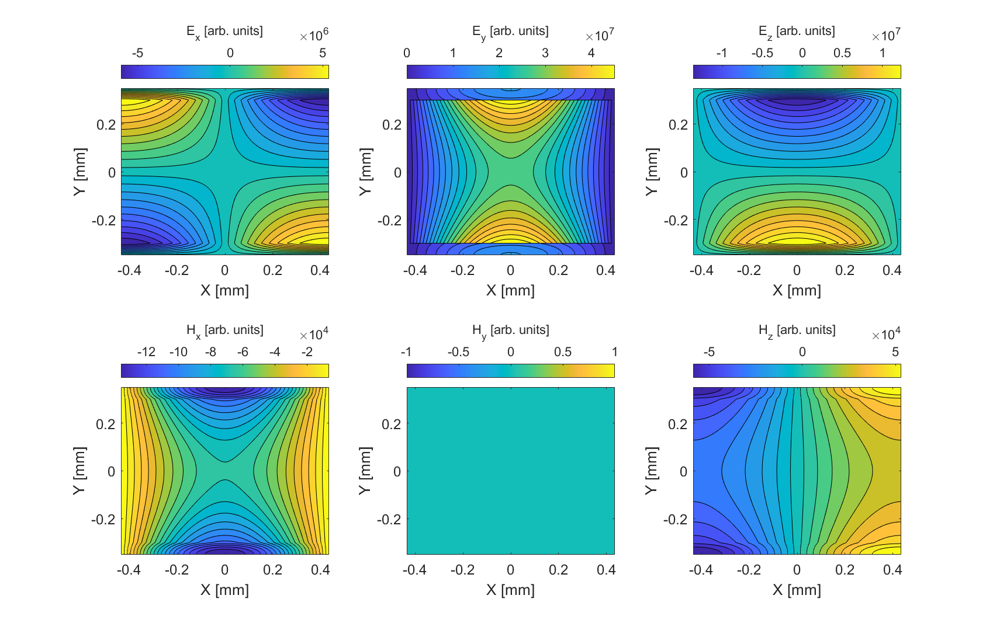 E_x [arb. units] ×10^6
-5 0 5
0.2
0
-0.2
Y [mm]
-0.4 -0.2 0 0.2 0.4
X [mm]
E_y [arb. units] ×10^7
0 1 2 3 4
0.2
0
-0.2
Y [mm]
-0.4 -0.2 0 0.2 0.4
X [mm]
E_z [arb. units] ×10^7
-1 -0.5 0 0.5 1
0.2
0
-0.2
Y [mm]
-0.4 -0.2 0 0.2 0.4
X [mm]
H_x [arb. units] ×10^4
-12 -10 -8 -6 -4 -2
0.2
0
-0.2
Y [mm]
-0.4 -0.2 0 0.2 0.4
X [mm]
H_y [arb. units]
-1 -0.5 0 0.5 1
0.2
0
-0.2
Y [mm]
-0.4 -0.2 0 0.2 0.4
X [mm]
H_z [arb. units] ×10^4
-5 0 5
0.2
0
-0.2
Y [mm]
-0.4 -0.2 0 0.2 0.4
X [mm]